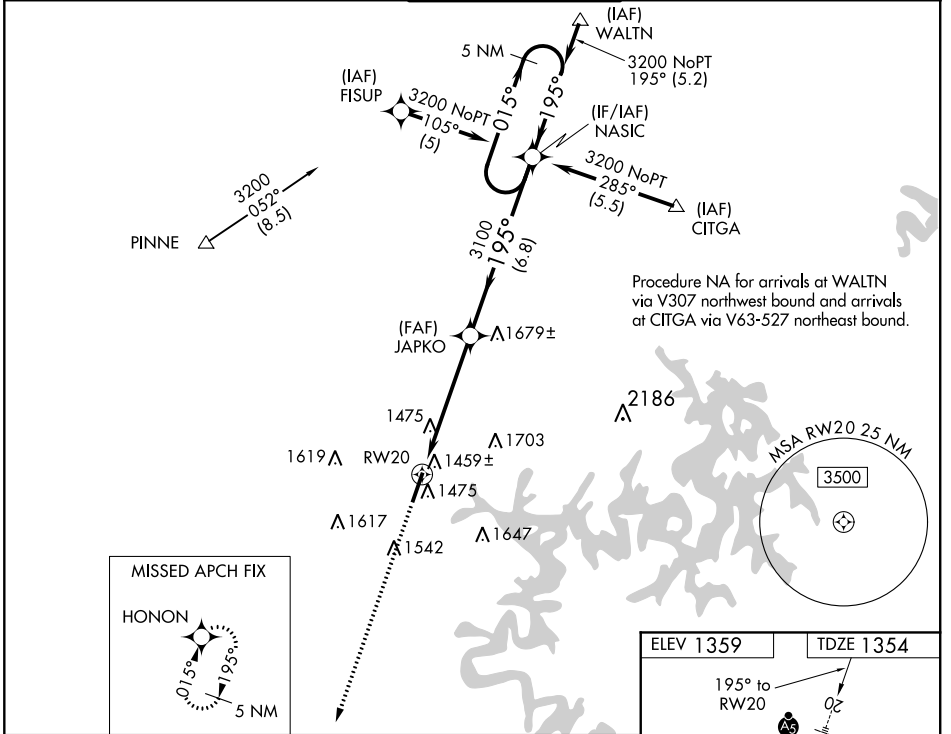 (IAF)
WALTN
5 NM
3200 NoPT
195° (5.2)
(IAF)
FISUP
3200 NoPT
105°
(5)
015°
195°
(IF/IAF)
NASIC
3200 NoPT
285°
(5.5)
(IAF)
CITGA
3200
052°
(8.5)
PINNE
3100
195°
(6.8)
Procedure NA for arrivals at WALTN
via V307 northwest bound and arrivals
at CITGA via V63-527 northeast bound.
(FAF)
JAPKO
1679±
2186
1475
1703
1619
RW20
1459±
1475
1617
1647
1542
MSA RW20 25 NM
3500
MISSED APCH FIX
HONON
015°
195°
5 NM
ELEV 1359
TDZE 1354
195° to
RW20
20
A5